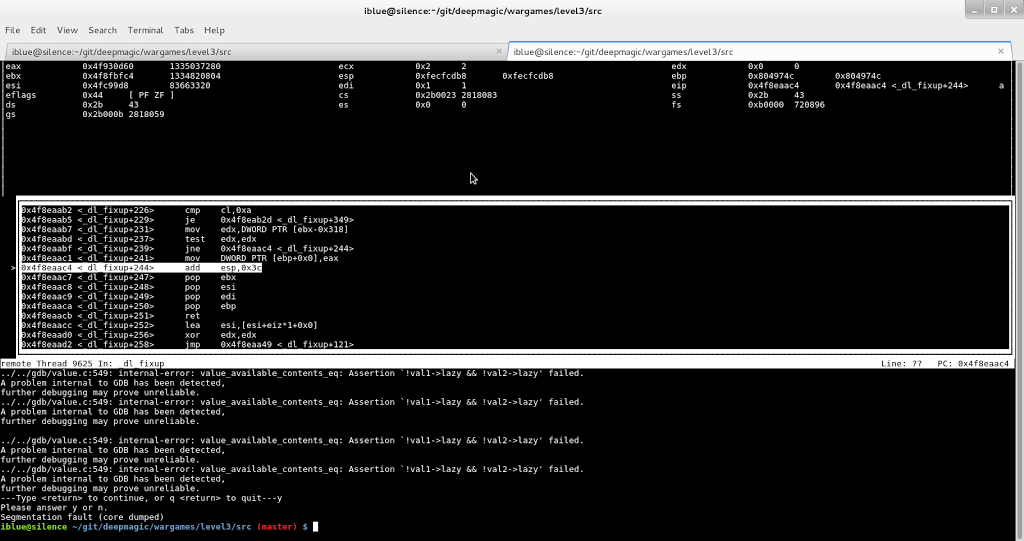 iblue@silence:~/git/deepmagic/wargames/level3/src
File Edit View Search Terminal Tabs Help
iblue@silence:~/git/deepmagic/wargames/level3/src × iblue@silence:~/git/deepmagic/wargames/level3/src ×
eax 0x4f930d60 1335037280 ecx 0x2 2 edx 0x0 0
ebx 0x4f8fbfc4 1334820804 esp 0xfecfcdb8 0xfecfcdb8 ebp 0x804974c 0x804974c
esi 0x4fc99d8 83663320 edi 0x1 1 eip 0x4f8eaac4 0x4f8eaac4 <_dl_fixup+244> a
eflags 0x44 [ PF ZF ] cs 0x2b0023 2818083 ss 0x2b 43
ds 0x2b 43 es 0x0 0 fs 0xb0000 720896
gs 0x2b000b 2818059
0x4f8eaab2 <_dl_fixup+226> cmp cl,0xa
0x4f8eaab5 <_dl_fixup+229> je 0x4f8eab2d <_dl_fixup+349>
0x4f8eaab7 <_dl_fixup+231> mov edx,DWORD PTR [ebx-0x318]
0x4f8eaabd <_dl_fixup+237> test edx,edx
0x4f8eaabf <_dl_fixup+239> jne 0x4f8eaac4 <_dl_fixup+244>
0x4f8eaac1 <_dl_fixup+241> mov DWORD PTR [ebp+0x0],eax
> 0x4f8eaac4 <_dl_fixup+244> add esp,0x3c
0x4f8eaac7 <_dl_fixup+247> pop ebx
0x4f8eaac8 <_dl_fixup+248> pop esi
0x4f8eaac9 <_dl_fixup+249> pop edi
0x4f8eaaca <_dl_fixup+250> pop ebp
0x4f8eaacb <_dl_fixup+251> ret
0x4f8eaacc <_dl_fixup+252> lea esi,[esi+eiz*1+0x0]
0x4f8eaad0 <_dl_fixup+256> xor edx,edx
0x4f8eaad2 <_dl_fixup+258> jmp 0x4f8eaa49 <_dl_fixup+121>
remote Thread 9625 In: _dl_fixup Line: ?? PC: 0x4f8eaac4
../../gdb/value.c:549: internal-error: value_available_contents_eq: Assertion `!val1->lazy && !val2->lazy' failed.
A problem internal to GDB has been detected,
further debugging may prove unreliable.
../../gdb/value.c:549: internal-error: value_available_contents_eq: Assertion `!val1->lazy && !val2->lazy' failed.
A problem internal to GDB has been detected,
further debugging may prove unreliable.
../../gdb/value.c:549: internal-error: value_available_contents_eq: Assertion `!val1->lazy && !val2->lazy' failed.
A problem internal to GDB has been detected,
further debugging may prove unreliable.
../../gdb/value.c:549: internal-error: value_available_contents_eq: Assertion `!val1->lazy && !val2->lazy' failed.
A problem internal to GDB has been detected,
further debugging may prove unreliable.
---Type <return> to continue, or q <return> to quit---y
Please answer y or n.
Segmentation fault (core dumped)
iblue@silence ~/git/deepmagic/wargames/level3/src (master) $